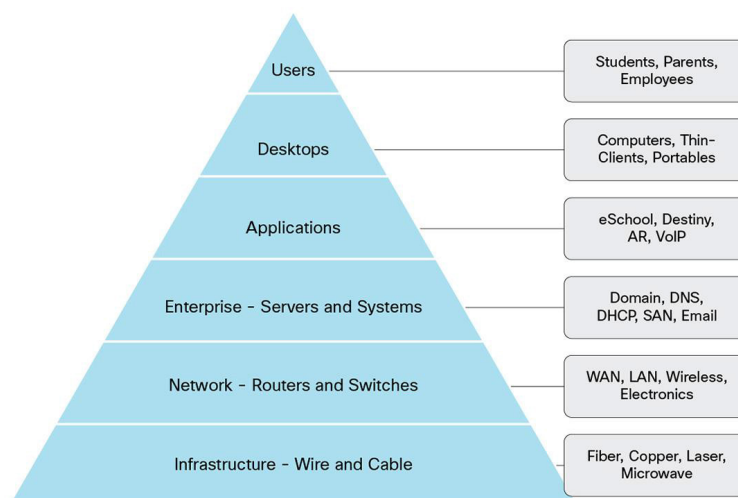 Users
Students, Parents,
Employees
Desktops
Computers, Thin-
Clients, Portables
Applications
eSchool, Destiny,
AR, VoIP
Enterprise - Servers and Systems
Domain, DNS,
DHCP, SAN, Email
Network - Routers and Switches
WAN, LAN, Wireless,
Electronics
Infrastructure - Wire and Cable
Fiber, Copper, Laser,
Microwave